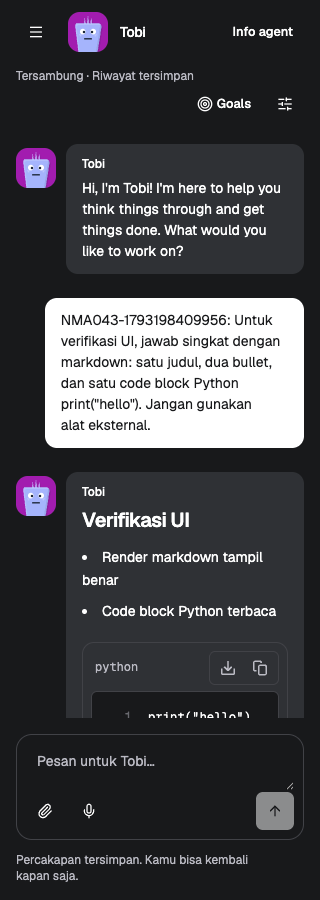 Tobi
Info agent
Tersambung · Riwayat tersimpan
Goals
Tobi
Hi, I'm Tobi! I'm here to help you
think things through and get
things done. What would you
like to work on?
NMA043-1793198409956: Untuk
verifikasi UI, jawab singkat dengan
markdown: satu judul, dua bullet,
dan satu code block Python
print("hello"). Jangan gunakan
alat eksternal.
Tobi
Verifikasi UI
• Render markdown tampil
benar
• Code block Python terbaca
python
1 print("hello")
Pesan untuk Tobi...
Percakapan tersimpan. Kamu bisa kembali
kapan saja.